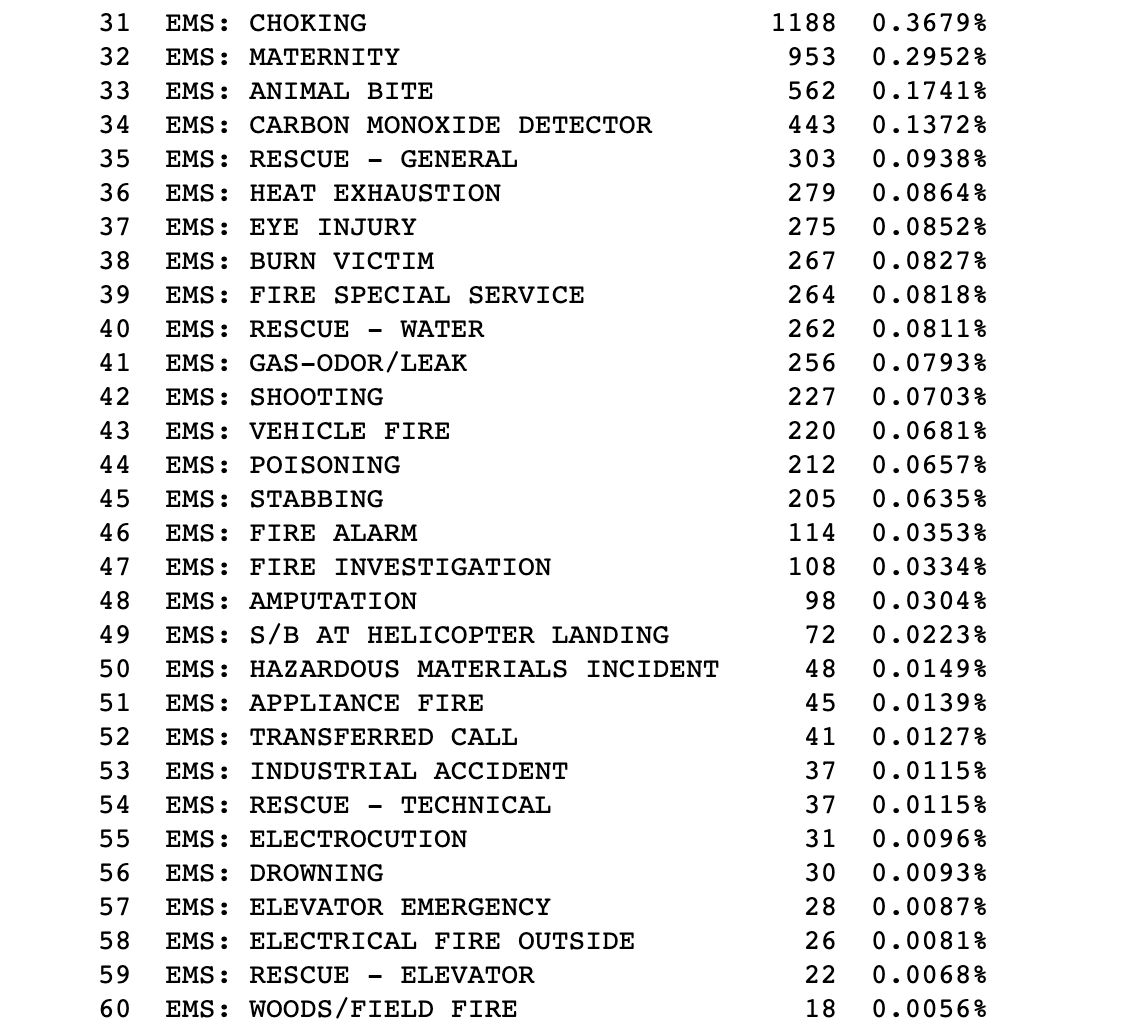 31 EMS: CHOKING 1188 0.3679%
32 EMS: MATERNITY 953 0.2952%
33 EMS: ANIMAL BITE 562 0.1741%
34 EMS: CARBON MONOXIDE DETECTOR 443 0.1372%
35 EMS: RESCUE - GENERAL 303 0.0938%
36 EMS: HEAT EXHAUSTION 279 0.0864%
37 EMS: EYE INJURY 275 0.0852%
38 EMS: BURN VICTIM 267 0.0827%
39 EMS: FIRE SPECIAL SERVICE 264 0.0818%
40 EMS: RESCUE - WATER 262 0.0811%
41 EMS: GAS-ODOR/LEAK 256 0.0793%
42 EMS: SHOOTING 227 0.0703%
43 EMS: VEHICLE FIRE 220 0.0681%
44 EMS: POISONING 212 0.0657%
45 EMS: STABBING 205 0.0635%
46 EMS: FIRE ALARM 114 0.0353%
47 EMS: FIRE INVESTIGATION 108 0.0334%
48 EMS: AMPUTATION 98 0.0304%
49 EMS: S/B AT HELICOPTER LANDING 72 0.0223%
50 EMS: HAZARDOUS MATERIALS INCIDENT 48 0.0149%
51 EMS: APPLIANCE FIRE 45 0.0139%
52 EMS: TRANSFERRED CALL 41 0.0127%
53 EMS: INDUSTRIAL ACCIDENT 37 0.0115%
54 EMS: RESCUE - TECHNICAL 37 0.0115%
55 EMS: ELECTROCUTION 31 0.0096%
56 EMS: DROWNING 30 0.0093%
57 EMS: ELEVATOR EMERGENCY 28 0.0087%
58 EMS: ELECTRICAL FIRE OUTSIDE 26 0.0081%
59 EMS: RESCUE - ELEVATOR 22 0.0068%
60 EMS: WOODS/FIELD FIRE 18 0.0056%